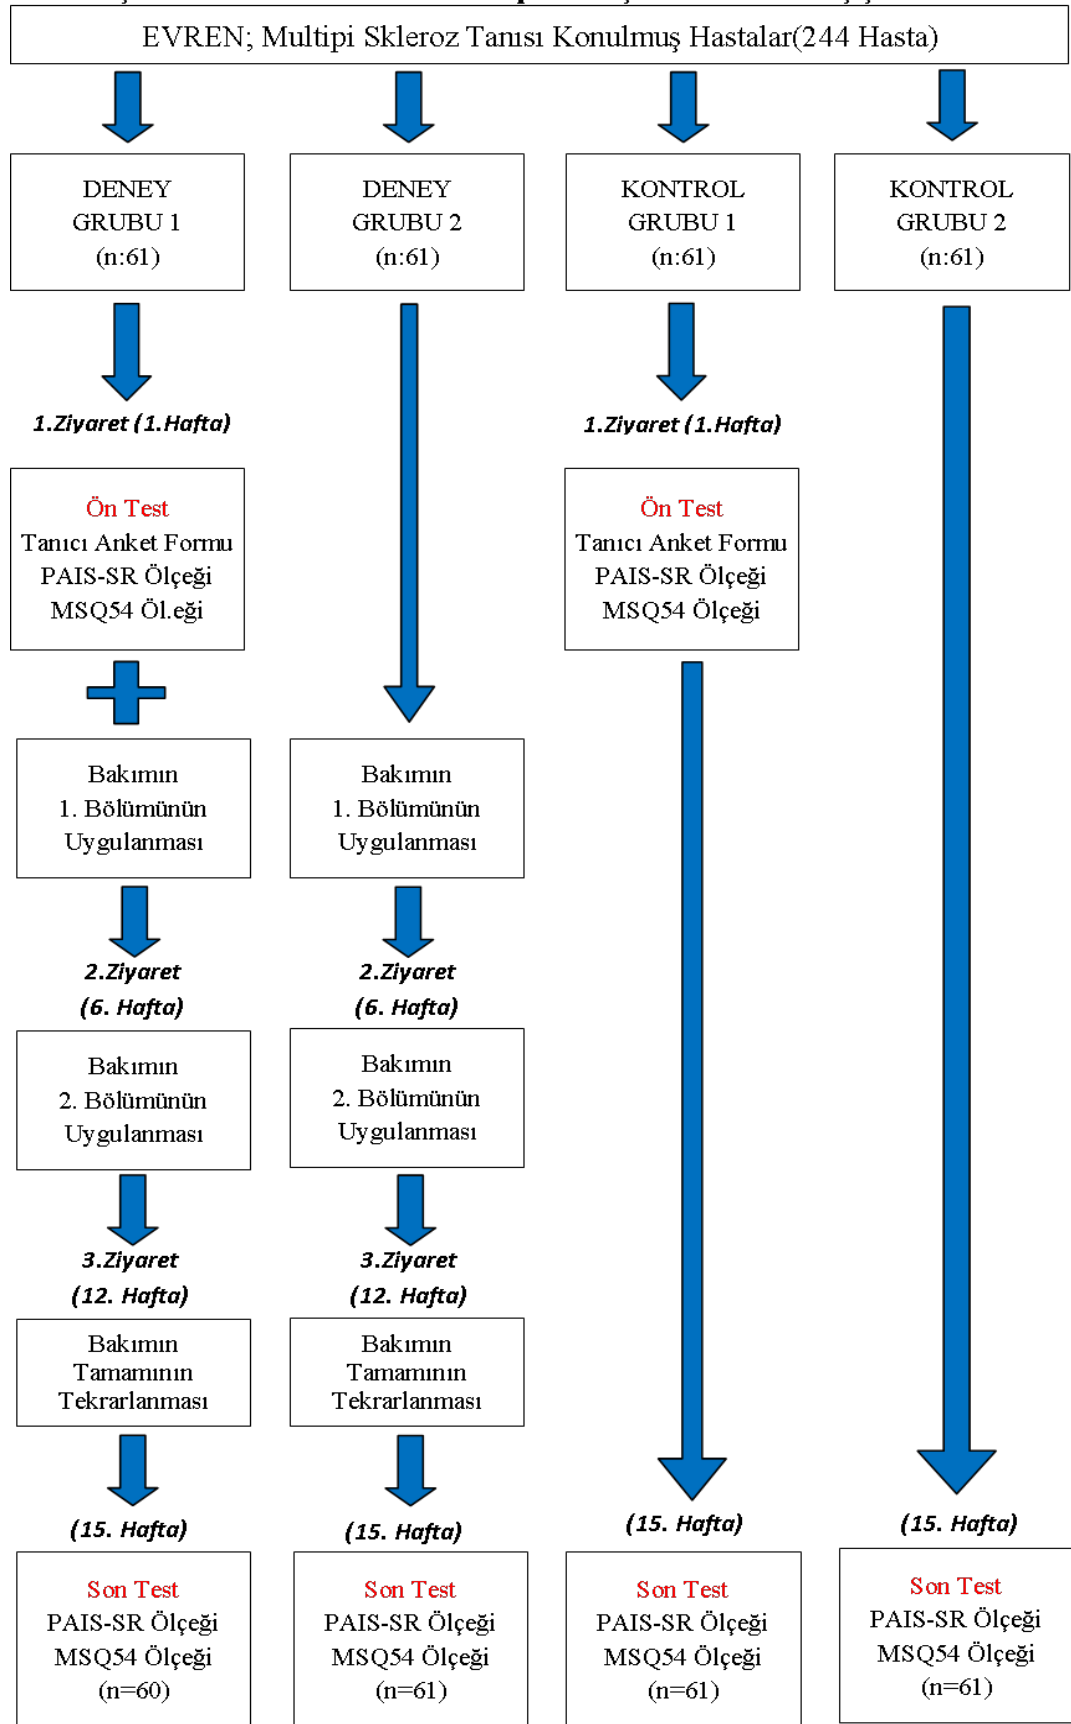 EVREN; Multipi Skleroz Tanısı Konulmuş Hastalar(244 Hasta)
DENEY
GRUBU 1
(n:61)
DENEY
GRUBU 2
(n:61)
KONTROL
GRUBU 1
(n:61)
KONTROL
GRUBU 2
(n:61)
1.Ziyaret (1.Hafta)
1.Ziyaret (1.Hafta)
Ön Test
Tanıcı Anket Formu
PAIS-SR Ölçeği
MSQ54 Öl.eği
Ön Test
Tanıcı Anket Formu
PAIS-SR Ölçeği
MSQ54 Ölçeği
Bakımın
1. Bölümünün
Uygulanması
Bakımın
1. Bölümünün
Uygulanması
2.Ziyaret
(6. Hafta)
2.Ziyaret
(6. Hafta)
Bakımın
2. Bölümünün
Uygulanması
Bakımın
2. Bölümünün
Uygulanması
3.Ziyaret
(12. Hafta)
3.Ziyaret
(12. Hafta)
Bakımın
Tamamının
Tekrarlanması
Bakımın
Tamamının
Tekrarlanması
(15. Hafta)
(15. Hafta)
(15. Hafta)
(15. Hafta)
Son Test
PAIS-SR Ölçeği
MSQ54 Ölçeği
(n=60)
Son Test
PAIS-SR Ölçeği
MSQ54 Ölçeği
(n=61)
Son Test
PAIS-SR Ölçeği
MSQ54 Ölçeği
(n=61)
Son Test
PAIS-SR Ölçeği
MSQ54 Ölçeği
(n=61)